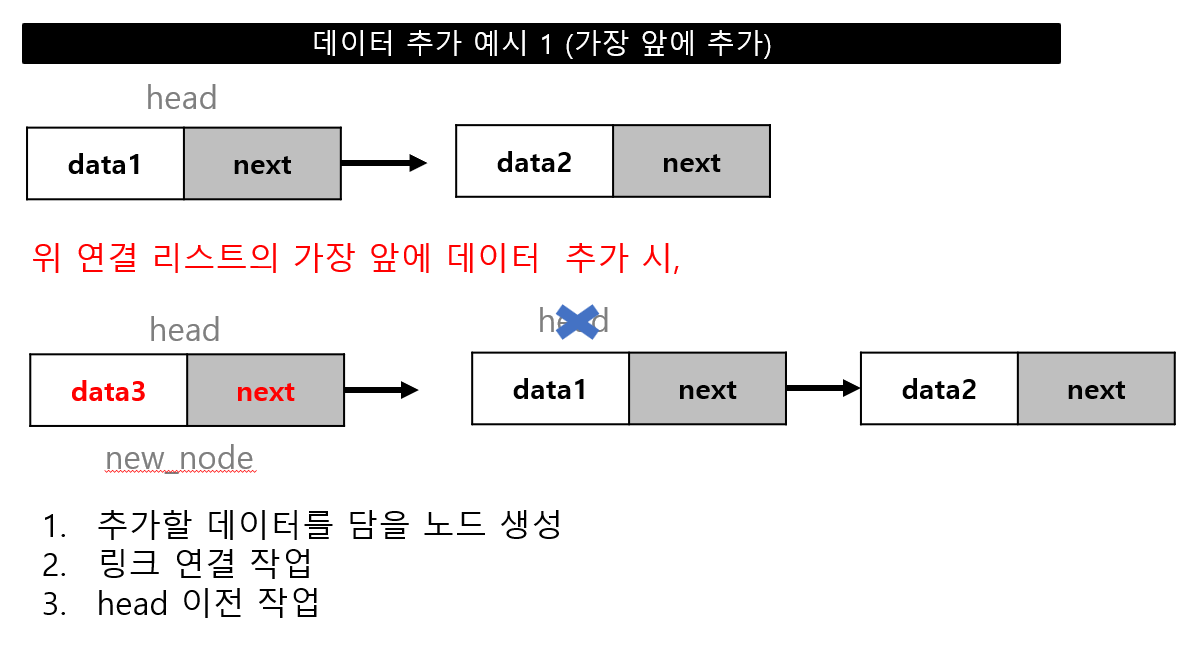 데이터 추가 예시 1 (가장 앞에 추가)
head
data1 next data2 next
위 연결 리스트의 가장 앞에 데이터 추가 시,
head head
data3 next data1 next data2 next
new_node
1. 추가할 데이터를 담을 노드 생성
2. 링크 연결 작업
3. head 이전 작업